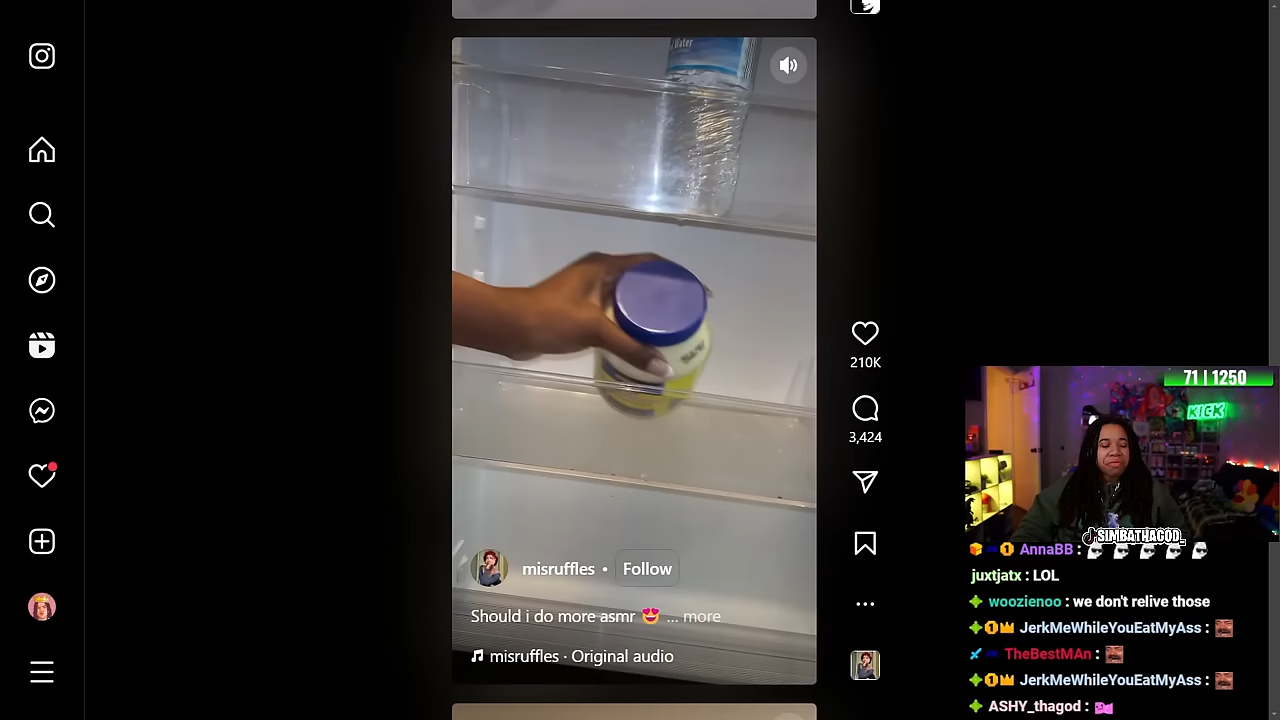 Water
210K
3,424
misruffles • Follow
Should i do more asmr 😍 ... more
misruffles · Original audio
71 | 1250
KICK
SIMBATHAGOD_
AnnaBB :
juxtjatx : LOL
woozienoo : we don't relive those
JerkMeWhileYouEatMyAss :
TheBestMAn :
JerkMeWhileYouEatMyAss :
ASHY_thagod :